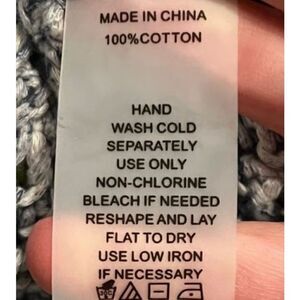 MADE IN CHINA
100%COTTON
HAND
WASH COLD
SEPARATELY
USE ONLY
NON-CHLORINE
BLEACH IF NEEDED
RESHAPE AND LAY
FLAT TO DRY
USE LOW IRON
IF NECESSARY